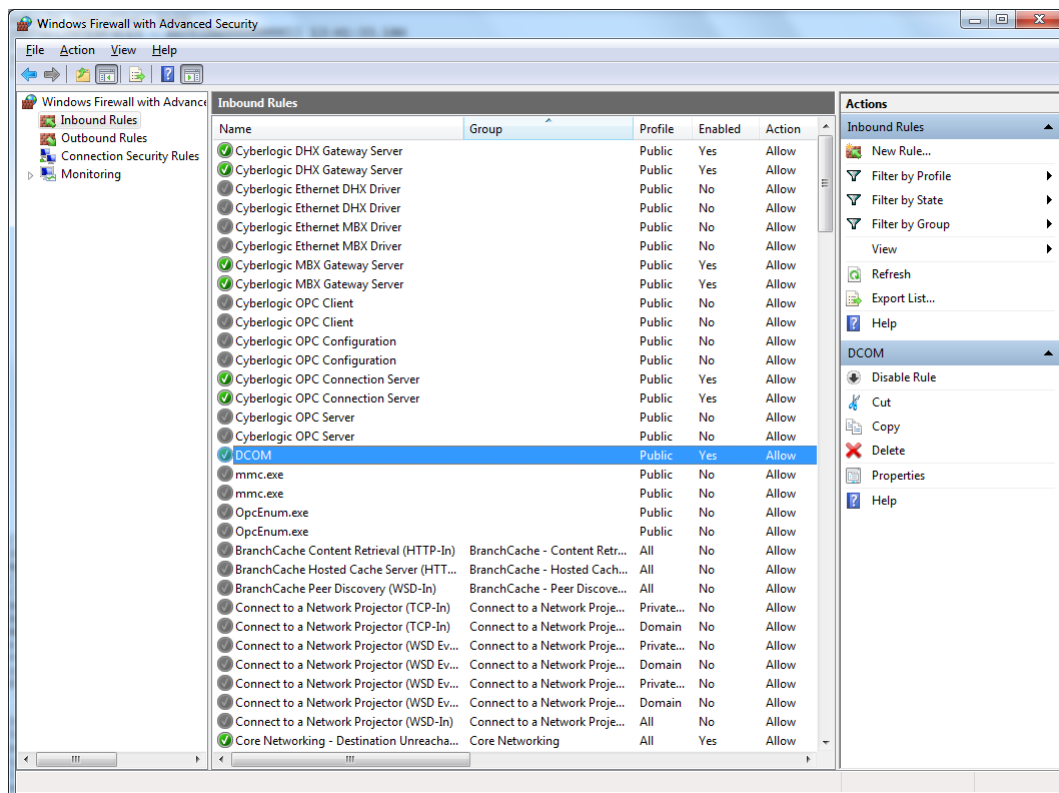 Windows Firewall with Advanced Security
File Action View Help
Windows Firewall with Advance
Inbound Rules
Outbound Rules
Connection Security Rules
Monitoring
Inbound Rules
Name Group Profile Enabled Action
Cyberlogic DHX Gateway Server Public Yes Allow
Cyberlogic DHX Gateway Server Public Yes Allow
Cyberlogic Ethernet DHX Driver Public No Allow
Cyberlogic Ethernet DHX Driver Public No Allow
Cyberlogic Ethernet MBX Driver Public No Allow
Cyberlogic Ethernet MBX Driver Public No Allow
Cyberlogic MBX Gateway Server Public Yes Allow
Cyberlogic MBX Gateway Server Public Yes Allow
Cyberlogic OPC Client Public No Allow
Cyberlogic OPC Client Public No Allow
Cyberlogic OPC Configuration Public No Allow
Cyberlogic OPC Configuration Public No Allow
Cyberlogic OPC Connection Server Public Yes Allow
Cyberlogic OPC Connection Server Public Yes Allow
Cyberlogic OPC Server Public No Allow
Cyberlogic OPC Server Public No Allow
DCOM Public Yes Allow
mmc.exe Public No Allow
mmc.exe Public No Allow
OpcEnum.exe Public No Allow
OpcEnum.exe Public No Allow
BranchCache Content Retrieval (HTTP-In) BranchCache - Content Retr... All No Allow
BranchCache Hosted Cache Server (HTT... BranchCache - Hosted Cach... All No Allow
BranchCache Peer Discovery (WSD-In) BranchCache - Peer Discove... All No Allow
Connect to a Network Projector (TCP-In) Connect to a Network Proje... Private... No Allow
Connect to a Network Projector (TCP-In) Connect to a Network Proje... Domain No Allow
Connect to a Network Projector (WSD Ev... Connect to a Network Proje... Private... No Allow
Connect to a Network Projector (WSD Ev... Connect to a Network Proje... Domain No Allow
Connect to a Network Projector (WSD Ev... Connect to a Network Proje... Private... No Allow
Connect to a Network Projector (WSD Ev... Connect to a Network Proje... Domain No Allow
Connect to a Network Projector (WSD-In) Connect to a Network Proje... All No Allow
Core Networking - Destination Unreacha... Core Networking All Yes Allow
Actions
Inbound Rules
New Rule...
Filter by Profile
Filter by State
Filter by Group
View
Refresh
Export List...
Help
DCOM
Disable Rule
Cut
Copy
Delete
Properties
Help